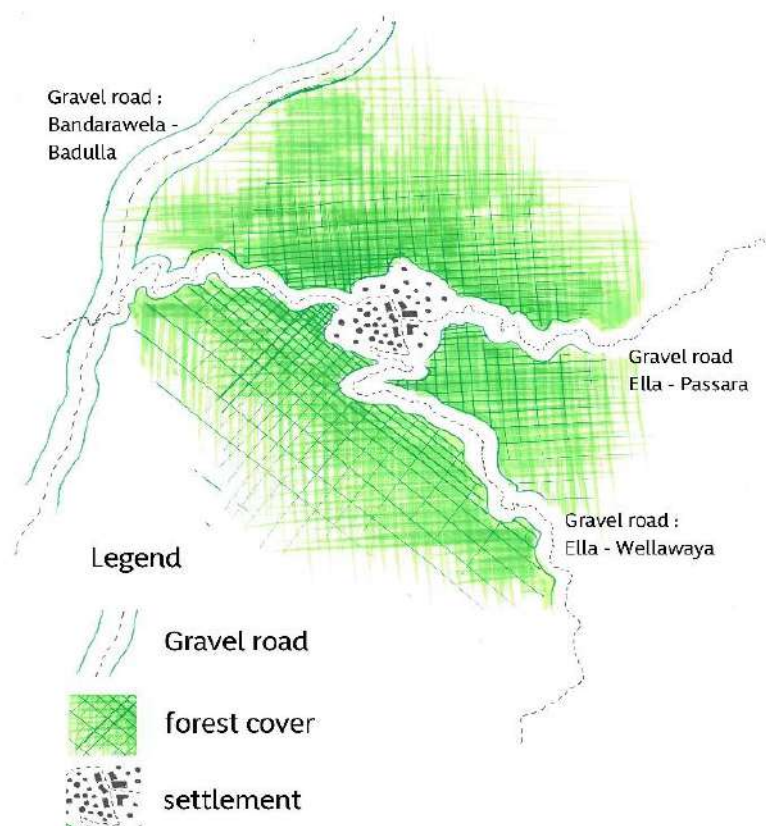 Gravel road :
Bandarawela -
Badulla
Gravel road
Ella - Passara
Gravel road :
Ella - Wellawaya
Legend
Gravel road
forest cover
settlement